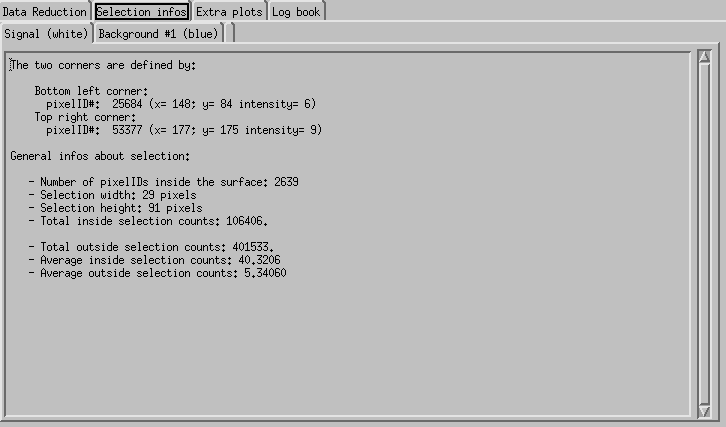 Data Reduction Selection infos Extra plots Log book
Signal (white) Background #1 (blue)
The two corners are defined by:
Bottom left corner:
pixelID#: 25684 (x= 148; y= 84 intensity= 6)
Top right corner:
pixelID#: 53377 (x= 177; y= 175 intensity= 9)
General infos about selection:
- Number of pixelIDs inside the surface: 2639
- Selection width: 29 pixels
- Selection height: 91 pixels
- Total inside selection counts: 106406.
- Total outside selection counts: 401533.
- Average inside selection counts: 40.3206
- Average outside selection counts: 5.34060